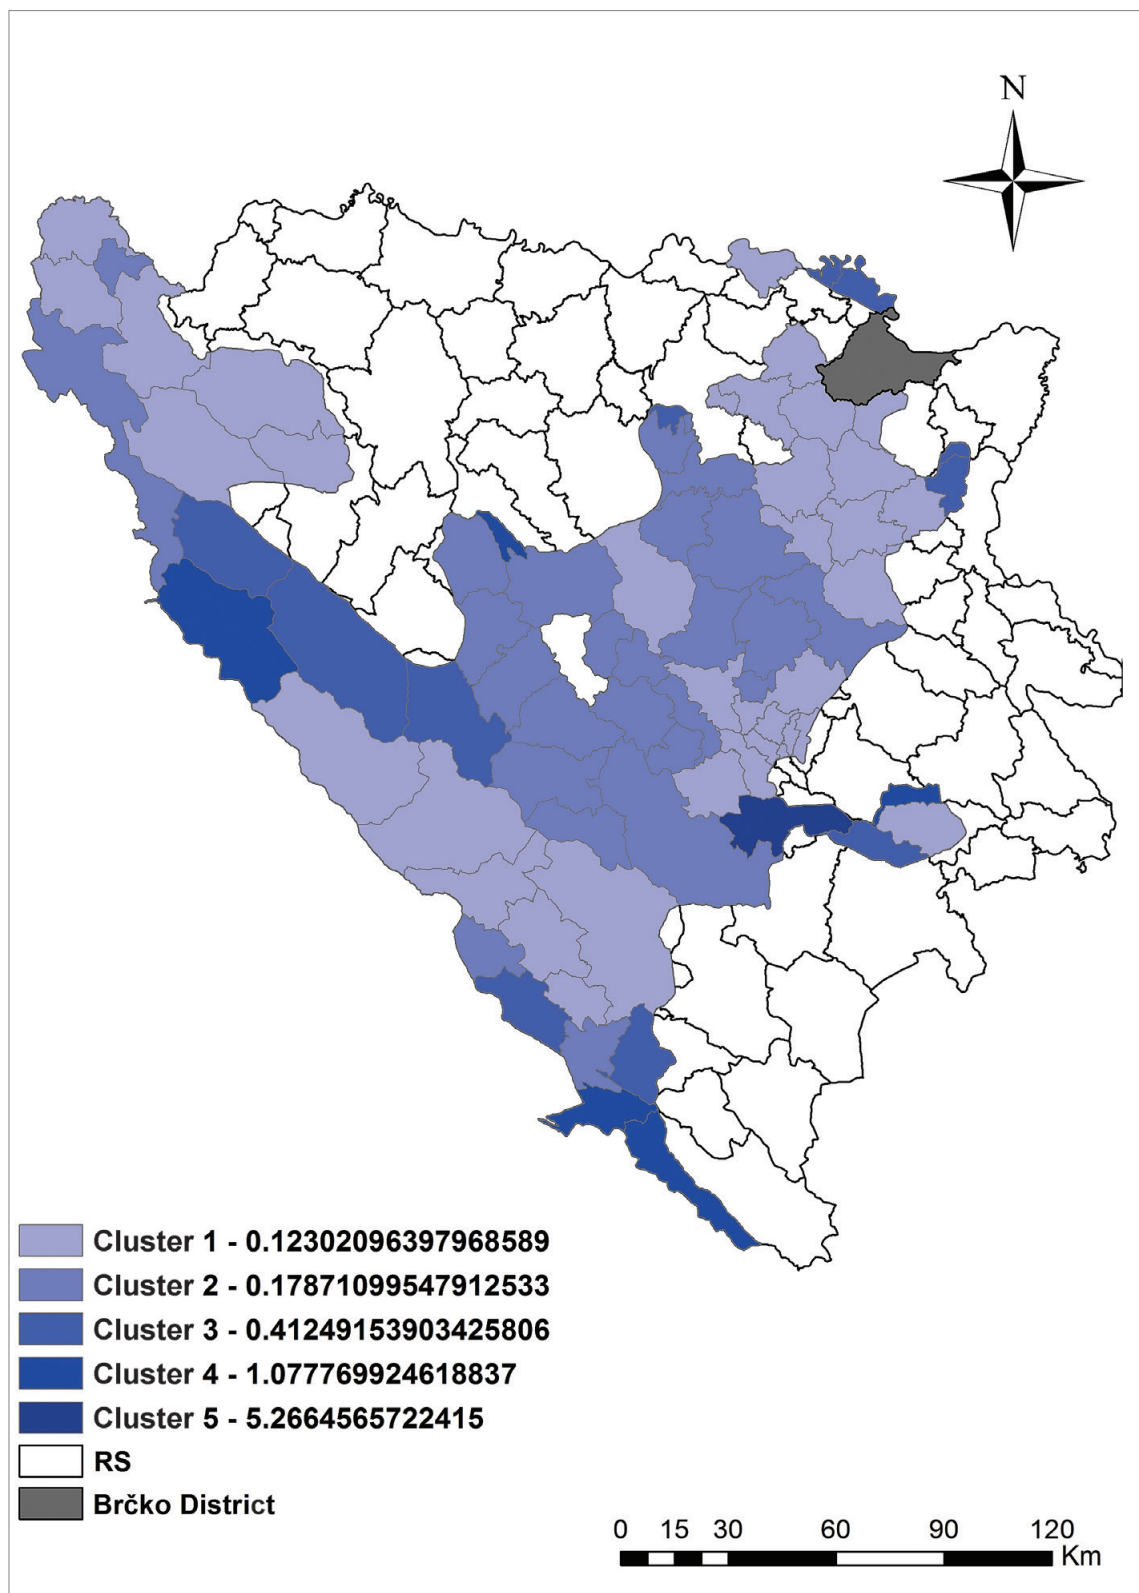 N
Cluster 1 - 0.12302096397968589
Cluster 2 - 0.17871099547912533
Cluster 3 - 0.41249153903425806
Cluster 4 - 1.077769924618837
Cluster 5 - 5.2664565722415
RS
Brčko District
0 15 30 60 90 120
Km